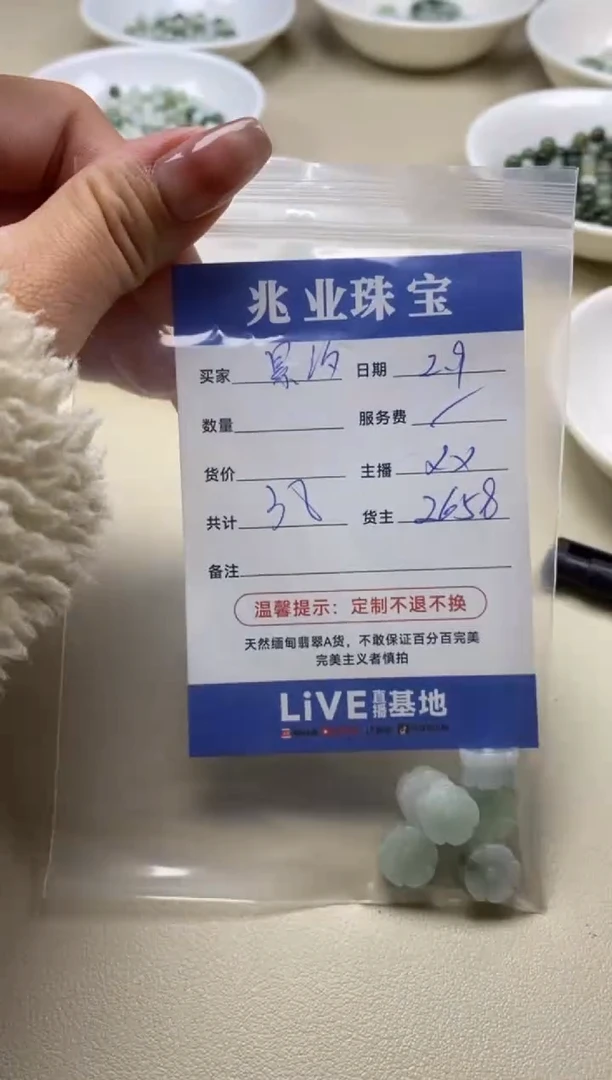 兆业珠宝
买家 日期 2.9
数量 服务费 /
货价 主播 XX
共计 38 货主 2658
备注
温馨提示：定制不退不换
天然缅甸翡翠A货，不敢保证百分百完美
完美主义者慎拍
LiVE直播基地